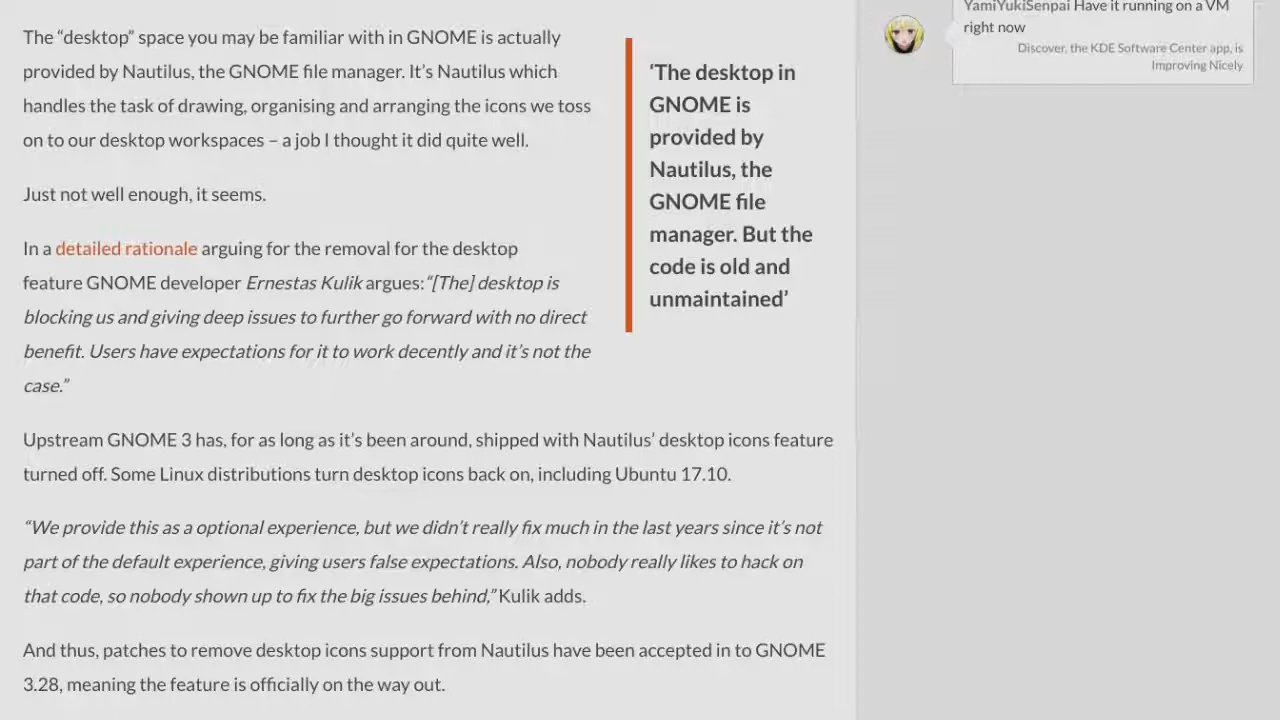 The “desktop” space you may be familiar with in GNOME is actually
provided by Nautilus, the GNOME file manager. It’s Nautilus which
handles the task of drawing, organising and arranging the icons we toss
on to our desktop workspaces – a job I thought it did quite well.
Just not well enough, it seems.
In a detailed rationale arguing for the removal for the desktop
feature GNOME developer Ernestas Kulik argues:“[The] desktop is
blocking us and giving deep issues to further go forward with no direct
benefit. Users have expectations for it to work decently and it’s not the
case.”
‘The desktop in
GNOME is
provided by
Nautilus, the
GNOME file
manager. But the
code is old and
unmaintained’
Upstream GNOME 3 has, for as long as it’s been around, shipped with Nautilus’ desktop icons feature
turned off. Some Linux distributions turn desktop icons back on, including Ubuntu 17.10.
“We provide this as a optional experience, but we didn’t really fix much in the last years since it’s not
part of the default experience, giving users false expectations. Also, nobody really likes to hack on
that code, so nobody shown up to fix the big issues behind,” Kulik adds.
And thus, patches to remove desktop icons support from Nautilus have been accepted in to GNOME
3.28, meaning the feature is officially on the way out.
YamiYukiSenpai Have it running on a VM
right now
Discover, the KDE Software Center app, is
Improving Nicely